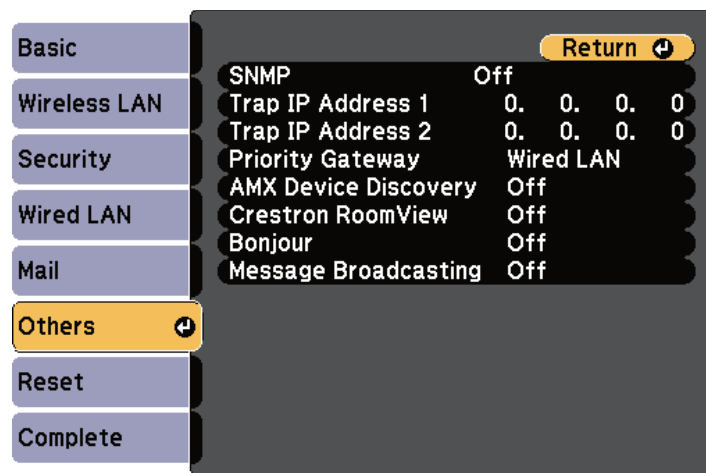 Basic
Wireless LAN
Security
Wired LAN
Mail
Others
Reset
Complete
Return
SNMP Off
Trap IP Address 1 0. 0. 0. 0
Trap IP Address 2 0. 0. 0. 0
Priority Gateway Wired LAN
AMX Device Discovery Off
Crestron RoomView Off
Bonjour Off
Message Broadcasting Off